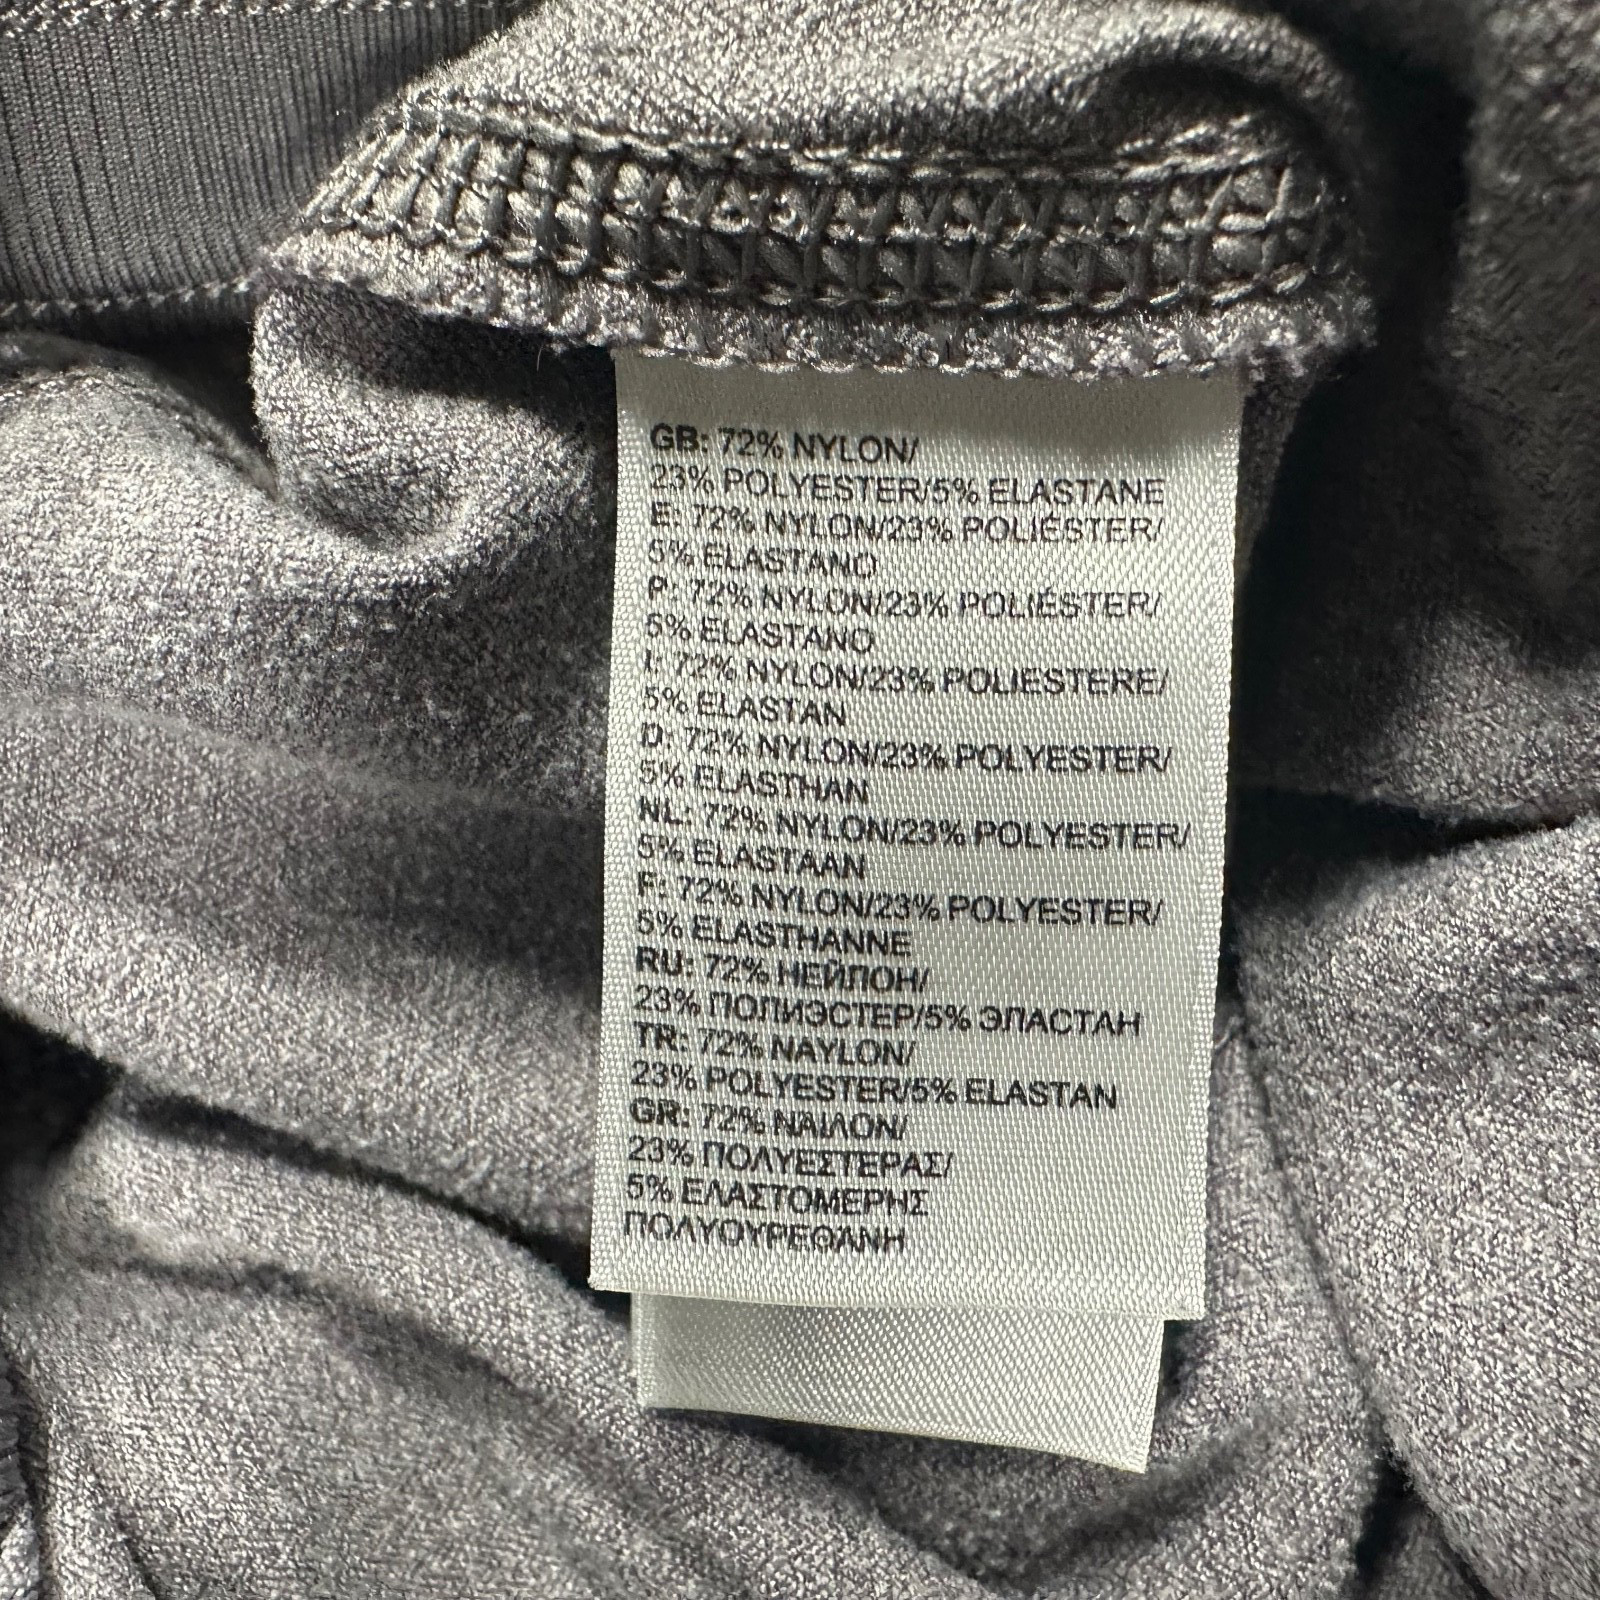 GB: 72% NYLON/
23% POLYESTER/5% ELASTANE
E: 72% NYLON/23% POLIÉSTER/
5% ELASTANO
P: 72% NYLON/23% POLIÉSTER/
5% ELASTANO
I: 72% NYLON/23% POLIESTERE/
5% ELASTAN
D: 72% NYLON/23% POLYESTER/
5% ELASTHAN
NL: 72% NYLON/23% POLYESTER/
5% ELASTAAN
F: 72% NYLON/23% POLYESTER/
5% ELASTHANNE
RU: 72% НЕЙЛОН/
23% ПОЛИЭСТЕР/5% ЭЛАСТАН
TR: 72% NAYLON/
23% POLYESTER/5% ELASTAN
GR: 72% ΝΑΙΛΟΝ/
23% ΠΟΛΥΕΣΤΕΡΑΣ/
5% ΕΛΑΣΤΟΜΕΡΗΣ
ΠΟΛΥΟΥΡΕΘΑΝΗ